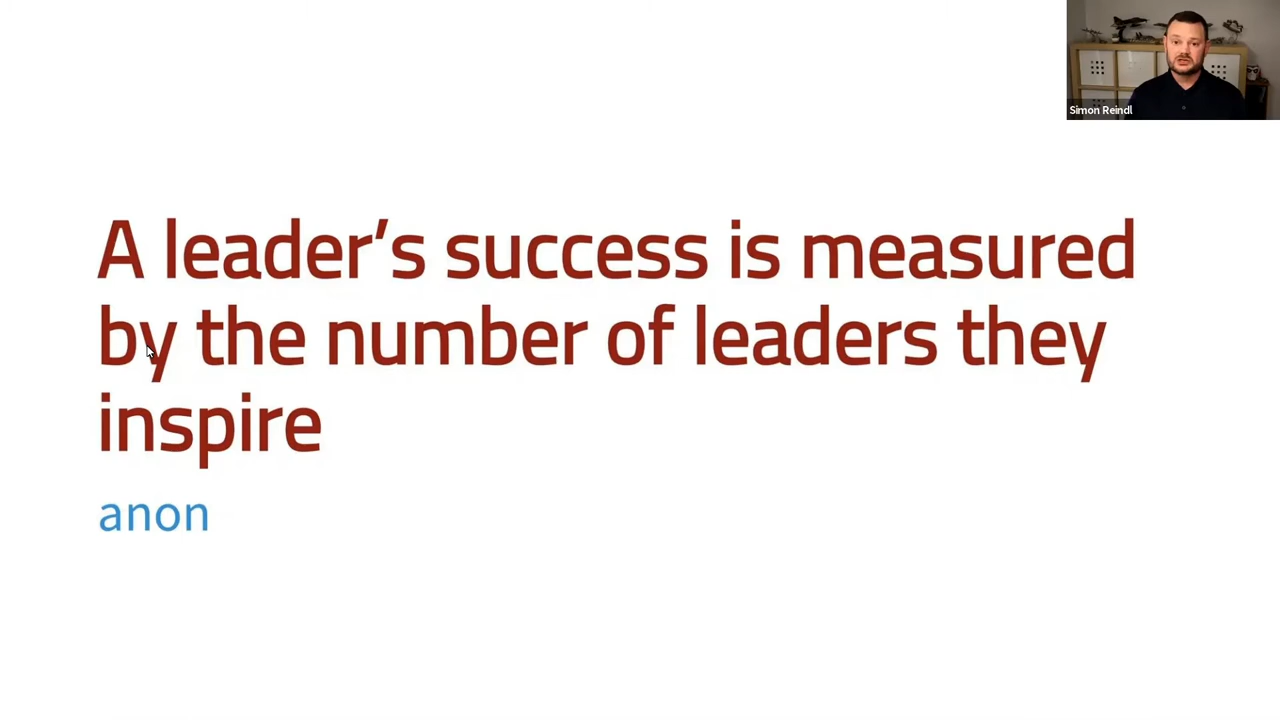 Simon Reindl
A leader’s success is measured
by the number of leaders they
inspire
anon